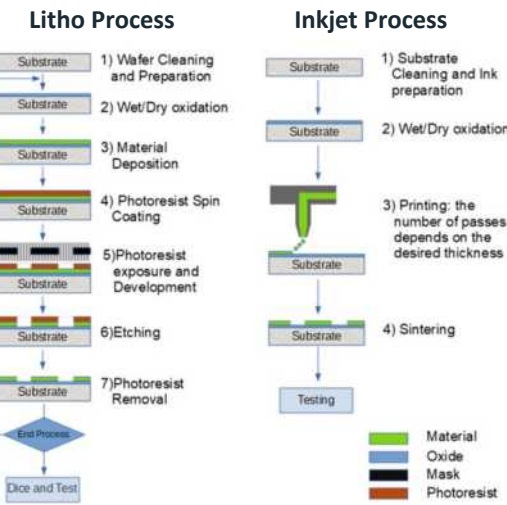 Litho Process
Substrate
1) Wafer Cleaning
and Preparation
Substrate
2) Wet/Dry oxidation
Substrate
3) Material
Deposition
Substrate
4) Photoresist Spin
Coating
Substrate
5)Photoresist
exposure and
Development
Substrate
6)Etching
Substrate
7)Photoresist
Removal
End Process
Dice and Test
Inkjet Process
Substrate
1) Substrate
Cleaning and Ink
preparation
Substrate
2) Wet/Dry oxidation
3) Printing: the
number of passes
depends on the
desired thickness
Substrate
Substrate
4) Sintering
Testing
Material
Oxide
Mask
Photoresist